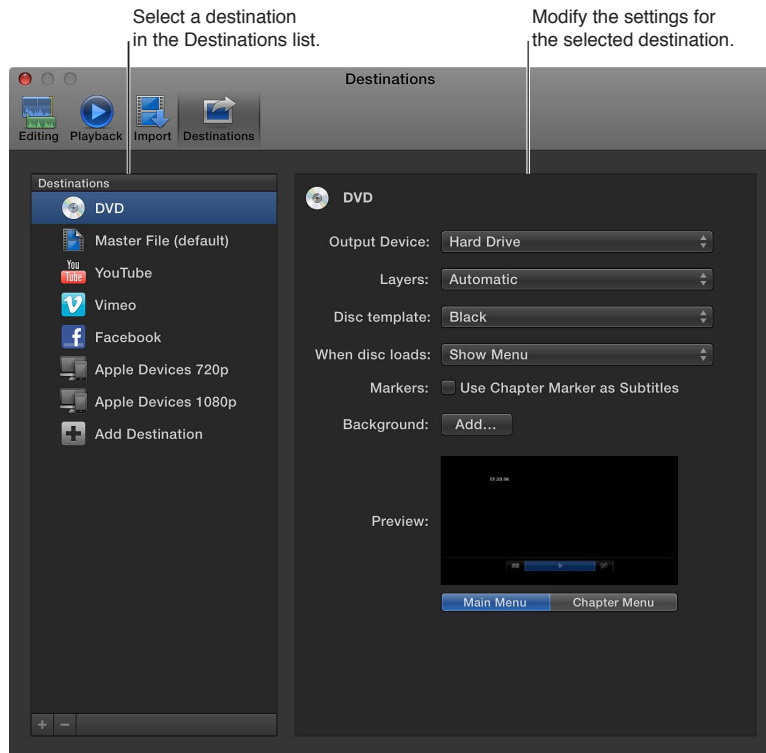 Select a destination
in the Destinations list.
Modify the settings for
the selected destination.
Destinations
Editing
Playback
Import
Destinations
Destinations
DVD
Master File (default)
You
Tube
YouTube
Vimeo
Facebook
Apple Devices 720p
Apple Devices 1080p
Add Destination
DVD
Output Device: Hard Drive
Layers: Automatic
Disc template: Black
When disc loads: Show Menu
Markers: Use Chapter Marker as Subtitles
Background: Add...
Preview:
Main Menu
Chapter Menu